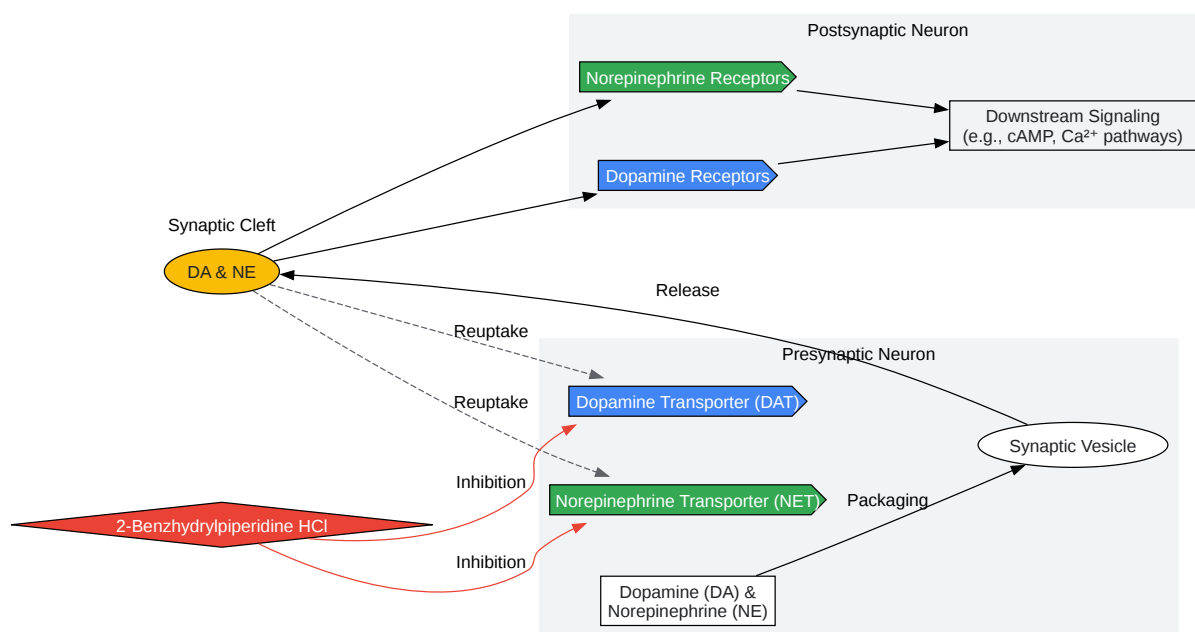 Postsynaptic Neuron
Norepinephrine Receptors
Downstream Signaling
(e.g., cAMP, Ca²⁺ pathways)
Dopamine Receptors
Synaptic Cleft
DA & NE
Release
Reuptake
Presynaptic Neuron
Dopamine Transporter (DAT)
Reuptake
Synaptic Vesicle
Inhibition
Norepinephrine Transporter (NET)
Packaging
2-Benzhydrylpiperidine HCl
Inhibition
Dopamine (DA) &
Norepinephrine (NE)